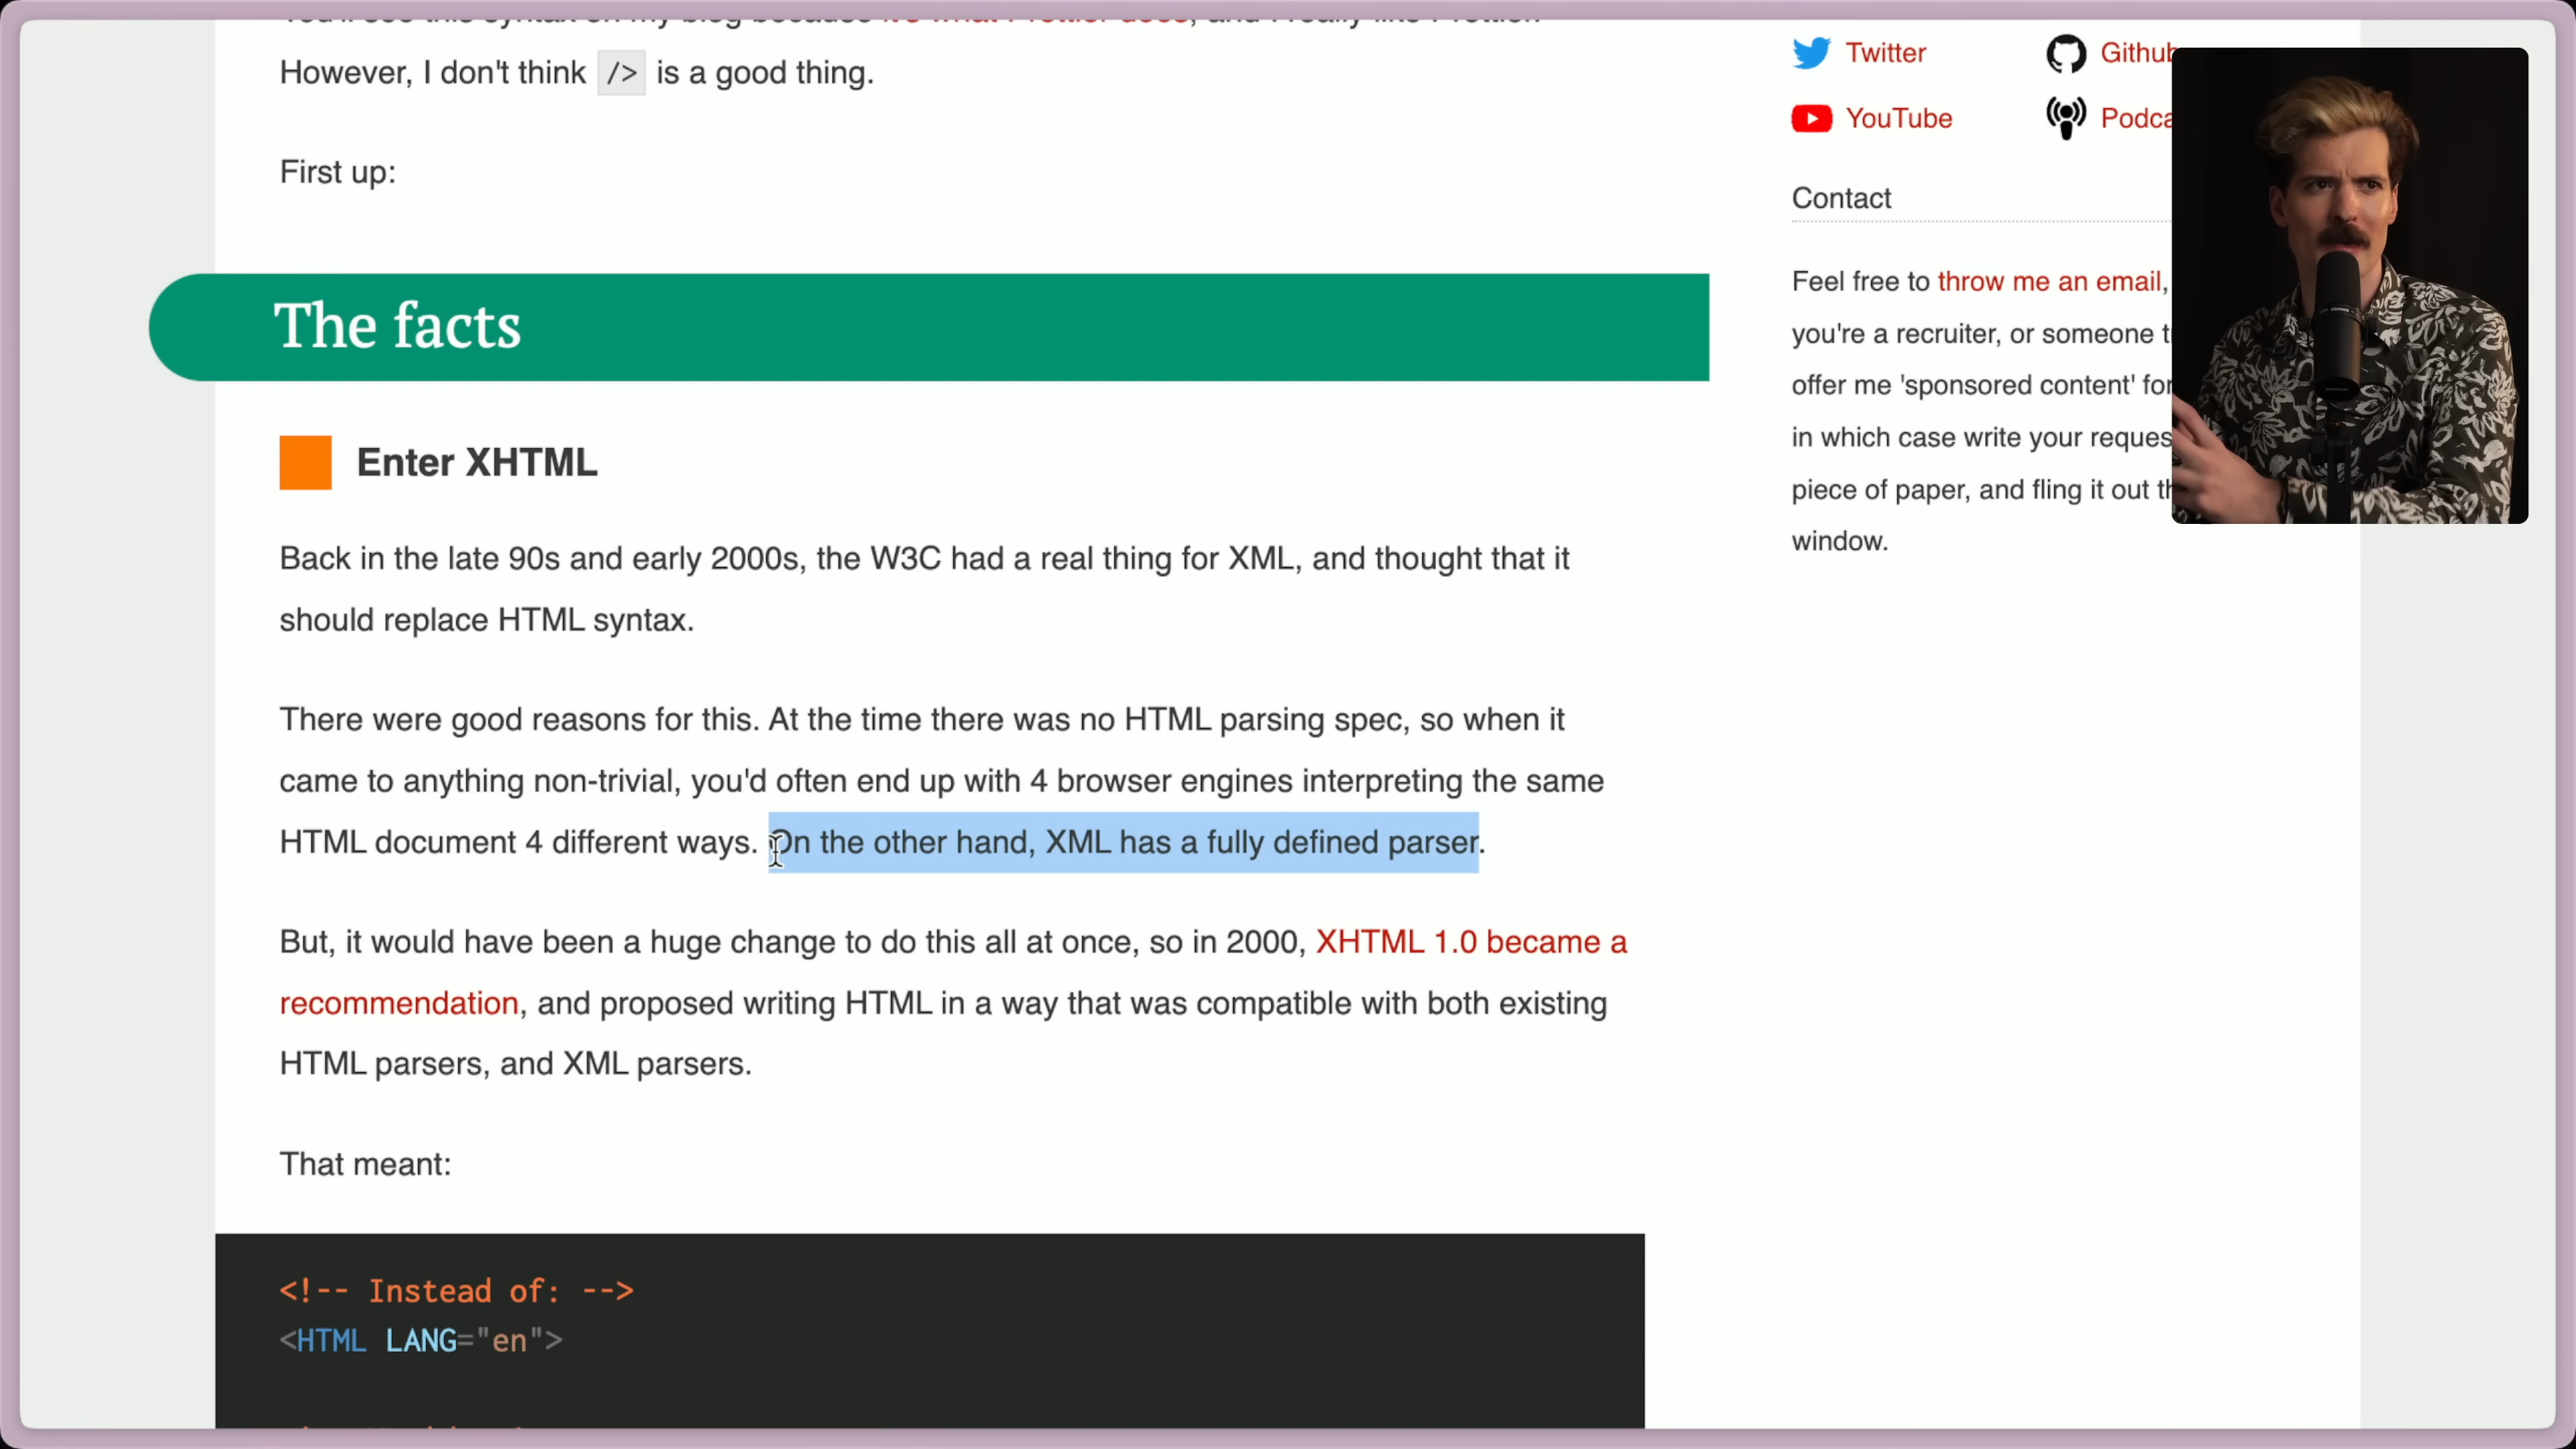 However, I don't think /> is a good thing.
First up:
The facts
Enter XHTML
Back in the late 90s and early 2000s, the W3C had a real thing for XML, and thought that it
should replace HTML syntax.
There were good reasons for this. At the time there was no HTML parsing spec, so when it
came to anything non-trivial, you'd often end up with 4 browser engines interpreting the same
HTML document 4 different ways. On the other hand, XML has a fully defined parser.
But, it would have been a huge change to do this all at once, so in 2000, XHTML 1.0 became a
recommendation, and proposed writing HTML in a way that was compatible with both existing
HTML parsers, and XML parsers.
That meant:
<!-- Instead of: -->
<HTML LANG="en">
Twitter
Github
YouTube
Contact
Feel free to throw me an email,
you're a recruiter, or someone
offer me 'sponsored content' for
in which case write your
piece of paper, and fling it out
window.